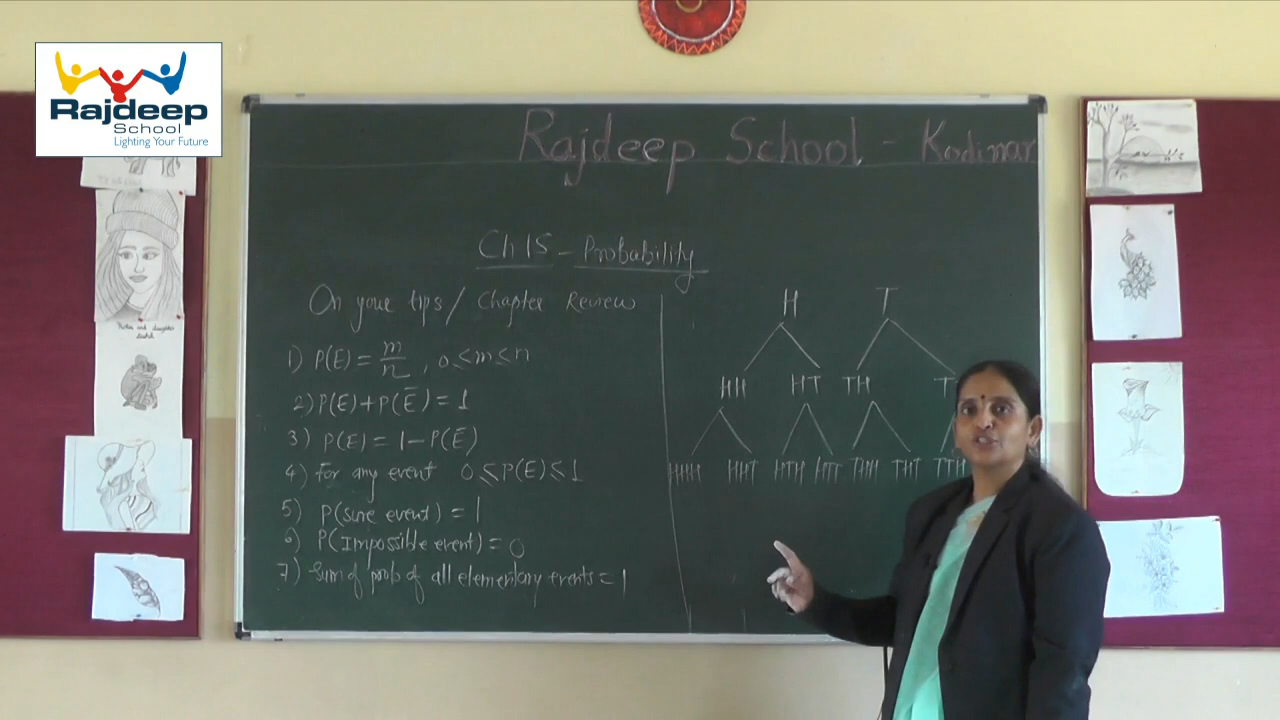 Rajdeep
School
Lighting Your Future
Rajdeep School - Kodinar
Ch 15 - Probability
On your tips / Chapter Review
1) P(E) = m/n , 0 ≤ m ≤ n
2) P(E) + P(Ē) = 1
3) P(E) = 1 - P(Ē)
4) For any event 0 ≤ P(E) ≤ 1
5) P(sure event) = 1
6) P(Impossible event) = 0
7) Sum of prob of all elementary events = 1
H T
HH HT TH T
HHH HHT HTH HTT THH THT TTH